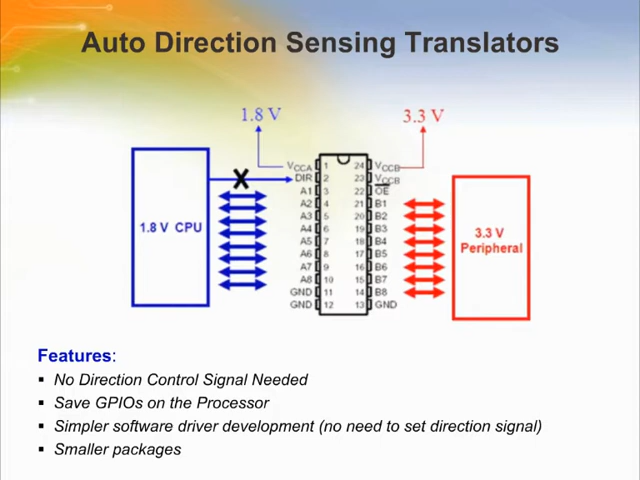 Auto Direction Sensing Translators
1.8 V
3.3 V
VCCA 1 24 VCCB
DIR 2 23 VCCB
A1 3 22 OE
A2 4 21 B1
A3 5 20 B2
A4 6 19 B3
A5 7 18 B4
A6 8 17 B5
A7 9 16 B6
A8 10 15 B7
GND 11 14 B8
GND 12 13 GND
1.8 V CPU
3.3 V
Peripheral
Features:
▪ No Direction Control Signal Needed
▪ Save GPIOs on the Processor
▪ Simpler software driver development (no need to set direction signal)
▪ Smaller packages